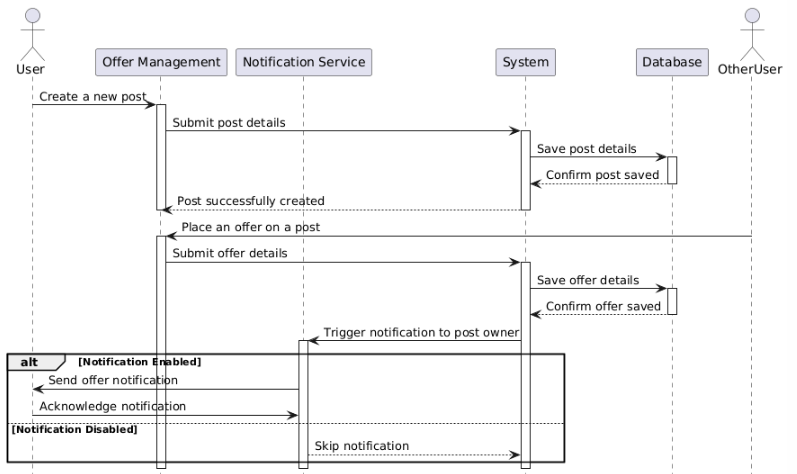 User
Offer Management
Notification Service
System
Database
OtherUser
Create a new post
Submit post details
Save post details
Confirm post saved
Post successfully created
Place an offer on a post
Submit offer details
Save offer details
Confirm offer saved
Trigger notification to post owner
alt [Notification Enabled]
Send offer notification
Acknowledge notification
[Notification Disabled]
Skip notification